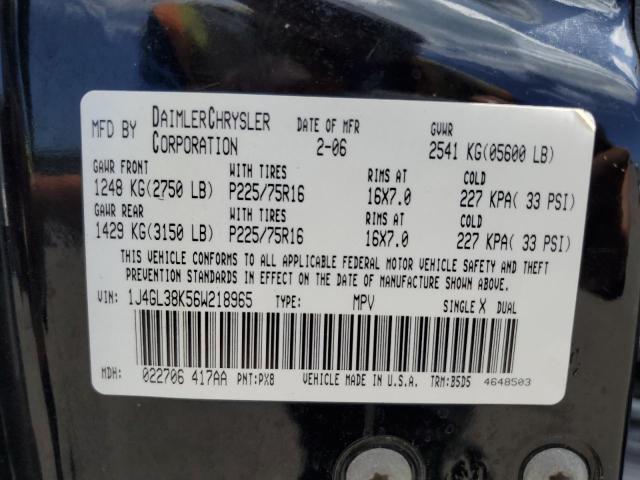 MFD BY DAIMLERCHRYSLER CORPORATION DATE OF MFR 2-06 GVWR 2541 KG(05600 LB)
GAWR FRONT WITH TIRES RIMS AT COLD
1248 KG(2750 LB) P225/75R16 16X7.0 227 KPA( 33 PSI)
GAWR REAR WITH TIRES RIMS AT COLD
1429 KG(3150 LB) P225/75R16 16X7.0 227 KPA( 33 PSI)
THIS VEHICLE CONFORMS TO ALL APPLICABLE FEDERAL MOTOR VEHICLE SAFETY AND THEFT
PREVENTION STANDARDS IN EFFECT ON THE DATE OF MANUFACTURE SHOWN ABOVE.
VIN: 1J4GL38K56W218965 TYPE: MPV SINGLE X DUAL
MDH: 022706 417AA PNT:PX8 VEHICLE MADE IN U.S.A. TRM:B5D5 4648503